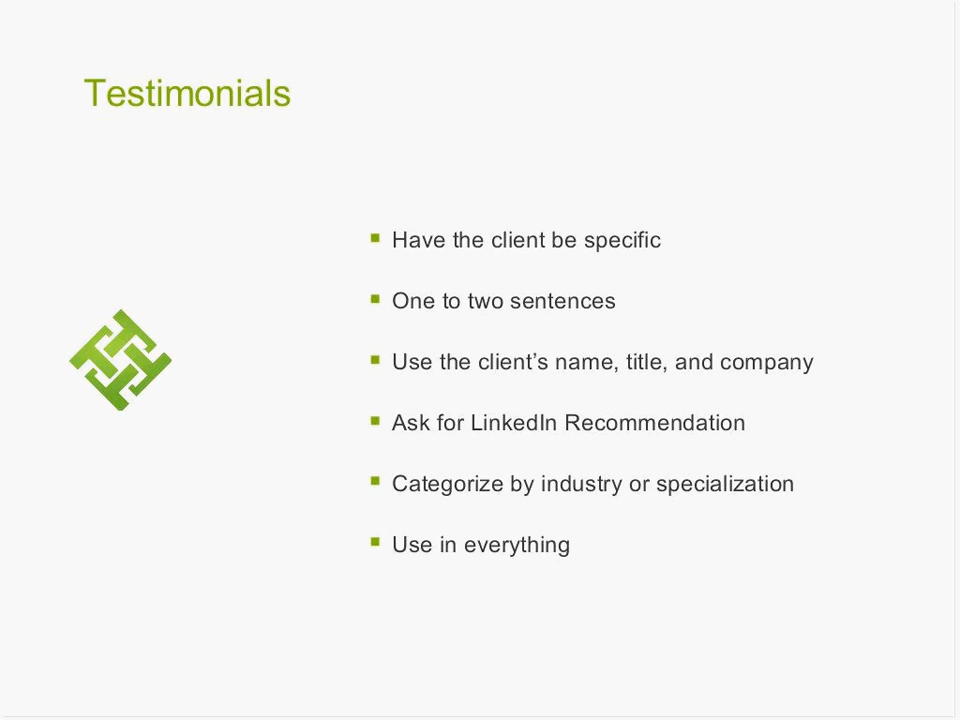 Testimonials
Have the client be specific
One to two sentences
Use the client’s name, title, and company
Ask for LinkedIn Recommendation
Categorize by industry or specialization
Use in everything